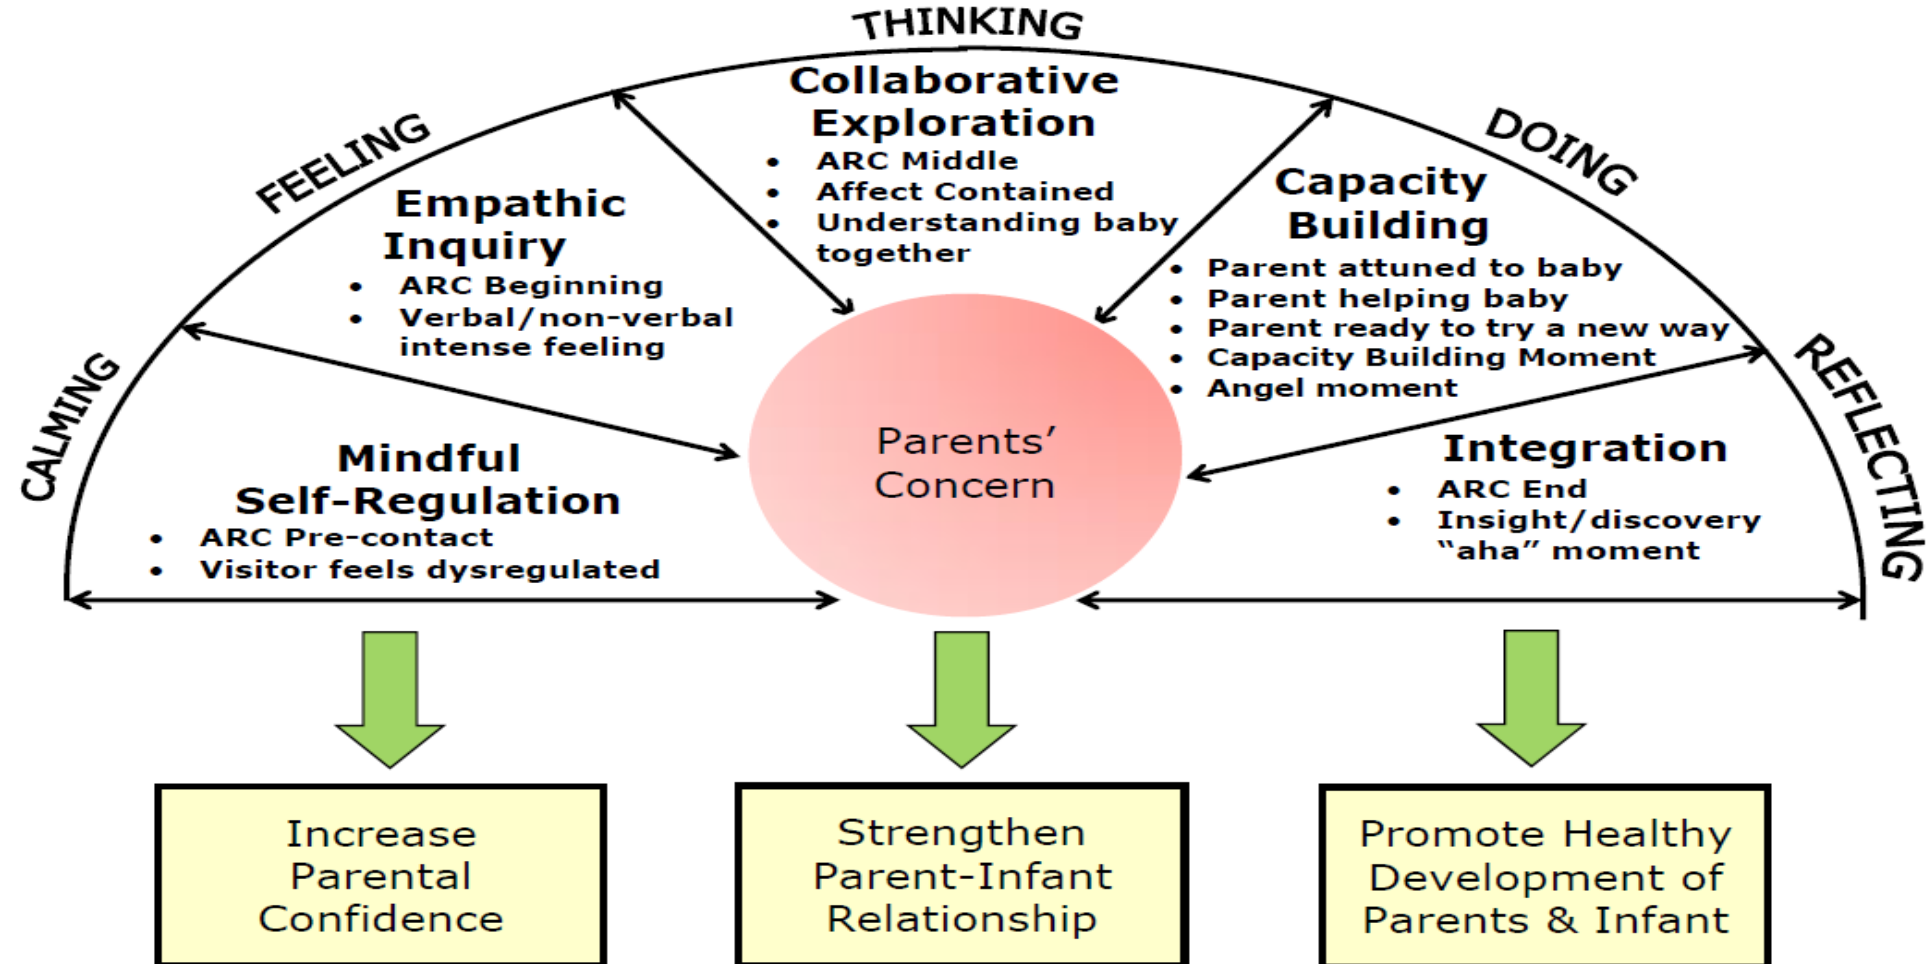 THINKING
FEELING
DOING
CALMING
REFLECTING
Collaborative
Exploration
• ARC Middle
• Affect Contained
• Understanding baby
together
Empathic
Inquiry
• ARC Beginning
• Verbal/non-verbal
intense feeling
Capacity
Building
• Parent attuned to baby
• Parent helping baby
• Parent ready to try a new way
• Capacity Building Moment
• Angel moment
Mindful
Self-Regulation
• ARC Pre-contact
• Visitor feels dysregulated
Parents’
Concern
Integration
• ARC End
• Insight/discovery
“aha” moment
Increase
Parental
Confidence
Strengthen
Parent-Infant
Relationship
Promote Healthy
Development of
Parents & Infant